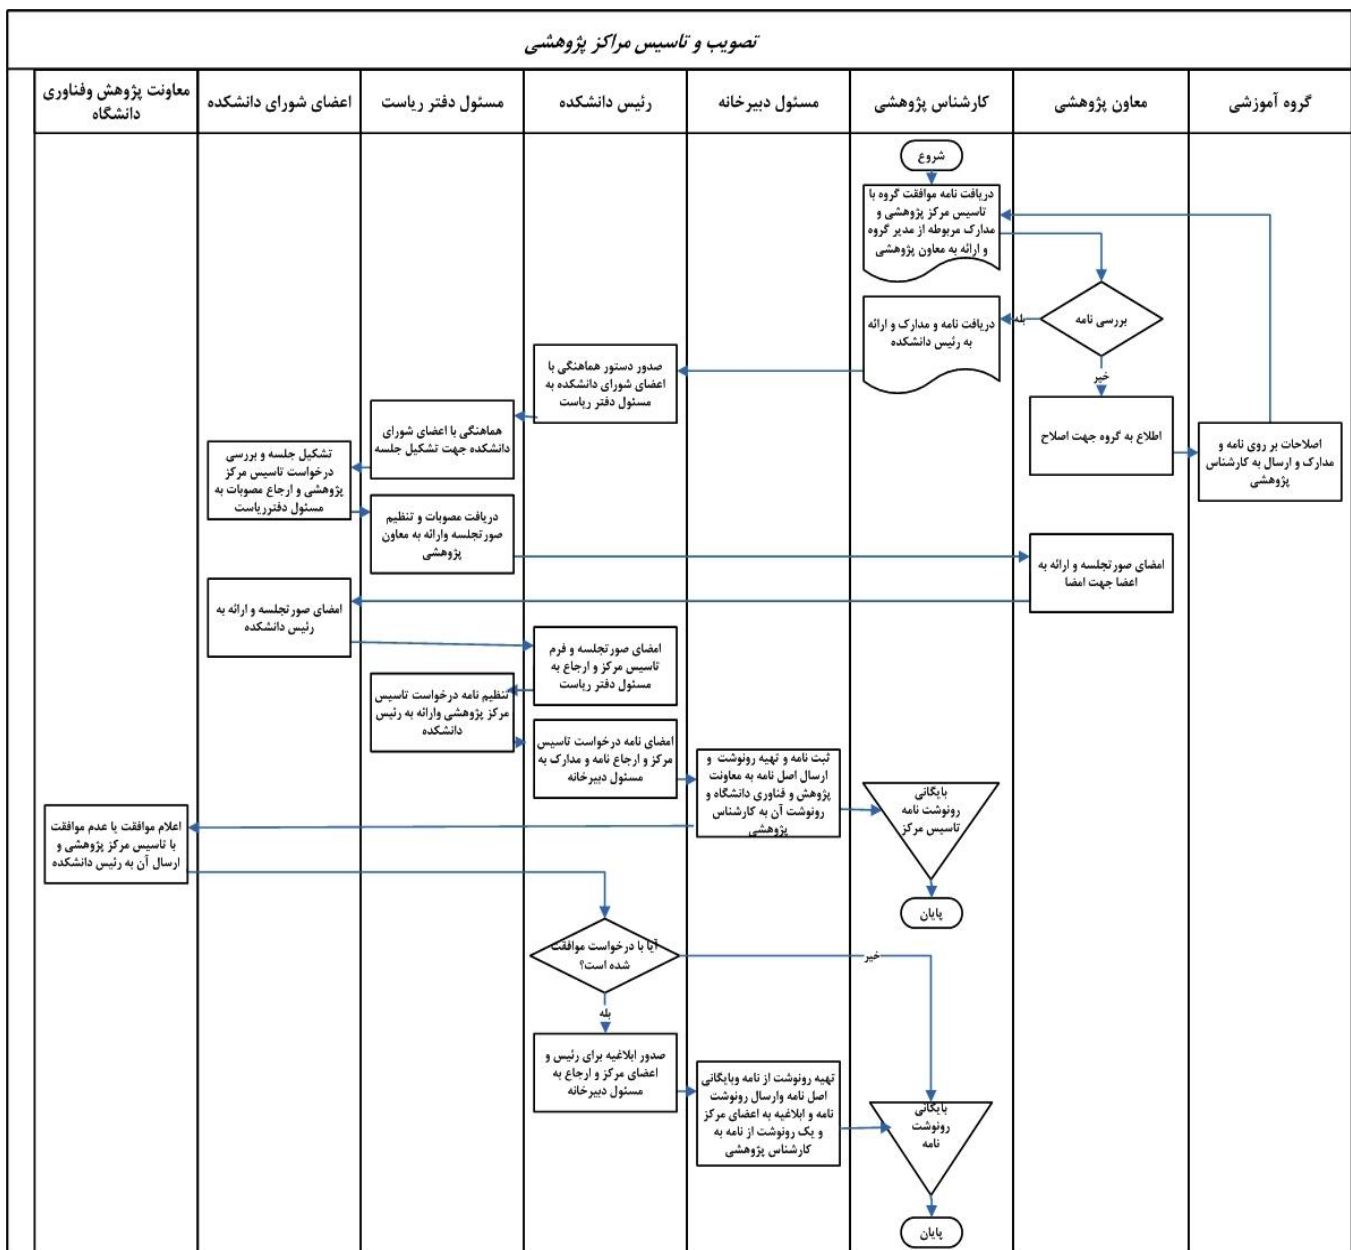 تصویب و تاسیس مراکز پژوهشی
گروه آموزشی
معاون پژوهشی
کارشناس پژوهشی
مسئول دبیرخانه
رئیس دانشکده
مسئول دفتر ریاست
اعضای شورای دانشکده
معاونت پژوهش وفناوری
دانشگاه
شروع
دریافت نامه موافقت گروه با
تاسیس مرکز پژوهشی و
مدارک مربوطه از مدیر گروه
و ارائه به معاون پژوهشی
بررسی نامه
بله
خیر
دریافت نامه و مدارک و ارائه
به رئیس دانشکده
اطلاع به گروه جهت اصلاح
اصلاحات بر روی نامه و
مدارک و ارسال به کارشناس
پژوهشی
صدور دستور هماهنگی با
اعضای شورای دانشکده به
مسئول دفتر ریاست
هماهنگی با اعضای شورای
دانشکده جهت تشکیل جلسه
تشکیل جلسه و بررسی
درخواست تاسیس مرکز
پژوهشی و ارجاع مصوبات به
مسئول دفترریاست
دریافت مصوبات و تنظیم
صورتجلسه وارائه به معاون
پژوهشی
امضای صورتجلسه و ارائه به
اعضا جهت امضا
امضای صورتجلسه و ارائه به
رئیس دانشکده
امضای صورتجلسه و فرم
تاسیس مرکز و ارجاع به
مسئول دفتر ریاست
تنظیم نامه درخواست تاسیس
مرکز پژوهشی وارائه به رئیس
دانشکده
امضای نامه درخواست تاسیس
مرکز و ارجاع نامه و مدارک به
مسئول دبیرخانه
ثبت نامه و تهیه رونوشت و
ارسال اصل نامه به معاونت
پژوهش و فناوری دانشگاه و
رونوشت آن به کارشناس
پژوهشی
بایگانی
رونوشت نامه
تاسیس مرکز
پایان
اعلام موافقت یا عدم موافقت
با تاسیس مرکز پژوهشی و
ارسال آن به رئیس دانشکده
آیا با درخواست موافقت
شده است؟
خیر
بله
صدور ابلاغیه برای رئیس و
اعضای مرکز و ارجاع به
مسئول دبیرخانه
تهیه رونوشت از نامه وبایگانی
اصل نامه وارسال رونوشت
نامه و ابلاغیه به اعضای مرکز
و یک رونوشت از نامه به
کارشناس پژوهشی
بایگانی
رونوشت
نامه
پایان